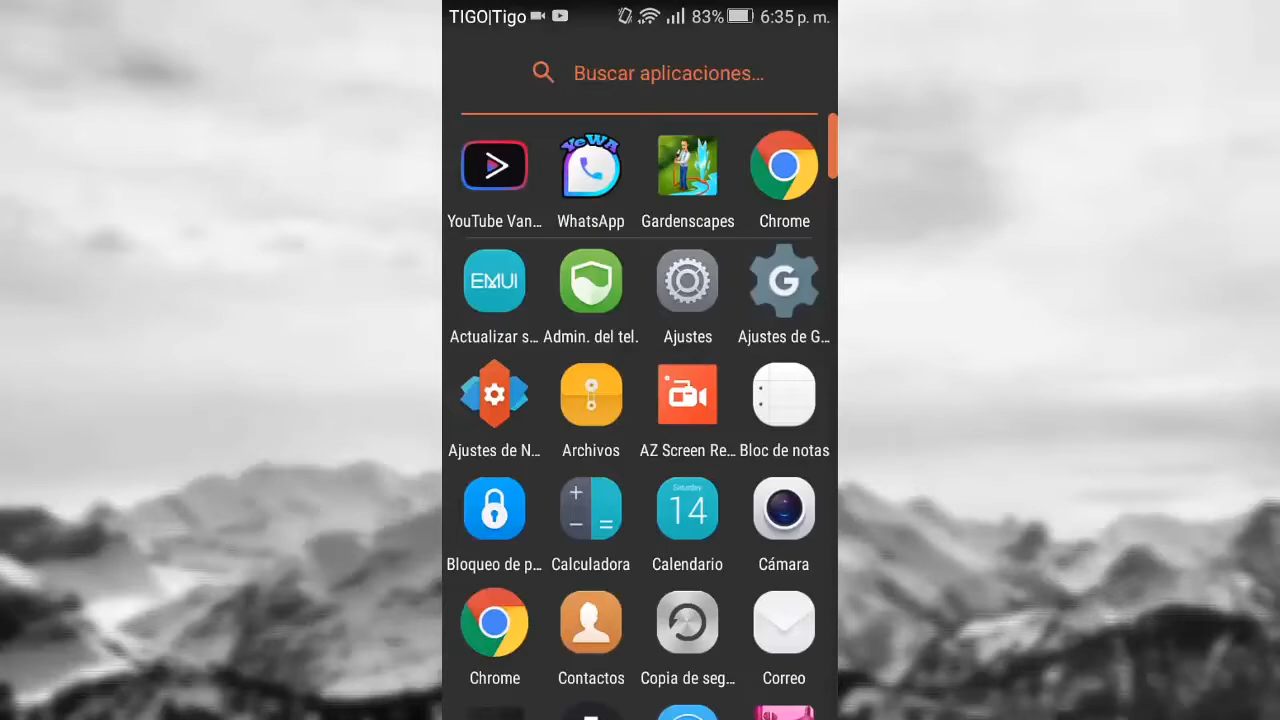 TIGO|Tigo 83% 6:35 p. m.
Buscar aplicaciones...
YeWA
YouTube Van... WhatsApp Gardenscapes Chrome
EMUI G
Actualizar s... Admin. del tel. Ajustes Ajustes de G...
Ajustes de N... Archivos AZ Screen Re... Bloc de notas
Saturday
14
Bloqueo de p... Calculadora Calendario Cámara
Chrome Contactos Copia de seg... Correo